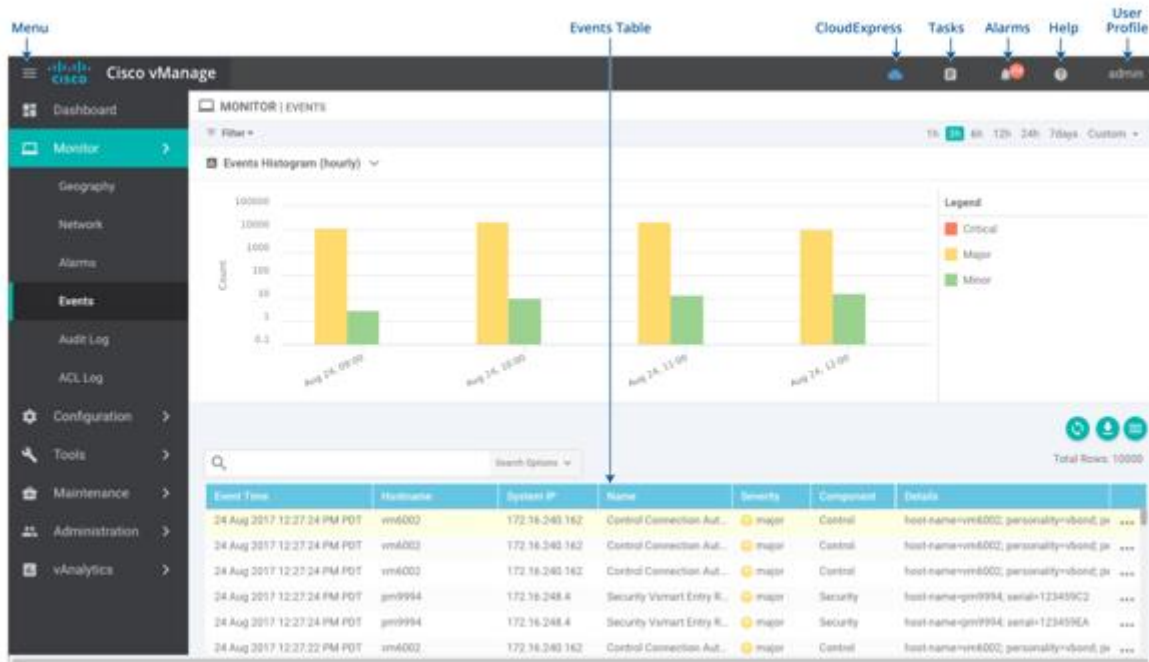 Menu
Events Table
CloudExpress
Tasks
Alarms
Help
User
Profile
CISCO Cisco vManage
admin
Dashboard
Monitor
Geography
Network
Alarms
Events
Audit Log
ACL Log
Configuration
Tools
Maintenance
Administration
vAnalytics
MONITOR | EVENTS
Filter
1h 3h 6h 12h 24h 7days Custom
Events Histogram (hourly)
Count
100000
10000
1000
100
10
1
0.1
Aug 24, 09:00
Aug 24, 10:00
Aug 24, 11:00
Aug 24, 12:00
Legend
Critical
Major
Minor
Search Options
Total Rows: 10000
Event Time Hostname System IP Name Severity Component Details
24 Aug 2017 12:27:24 PM PDT vm6002 172.16.240.162 Control Connection Aut... major Control host-name=vm6002; personality=vbond; pe
24 Aug 2017 12:27:24 PM PDT vm6002 172.16.240.162 Control Connection Aut... major Control host-name=vm6002; personality=vbond; pe
24 Aug 2017 12:27:24 PM PDT vm6002 172.16.240.162 Control Connection Aut... major Control host-name=vm6002; personality=vbond; pe
24 Aug 2017 12:27:24 PM PDT pm9994 172.16.248.4 Security Vsmart Entry R... major Security host-name=pm9994; serial=123459C2
24 Aug 2017 12:27:24 PM PDT pm9994 172.16.248.4 Security Vsmart Entry R... major Security host-name=pm9994; serial=123459EA
24 Aug 2017 12:27:22 PM PDT vm6002 172.16.240.162 Control Connection Aut... major Control host-name=vm6002; personality=vbond; pe